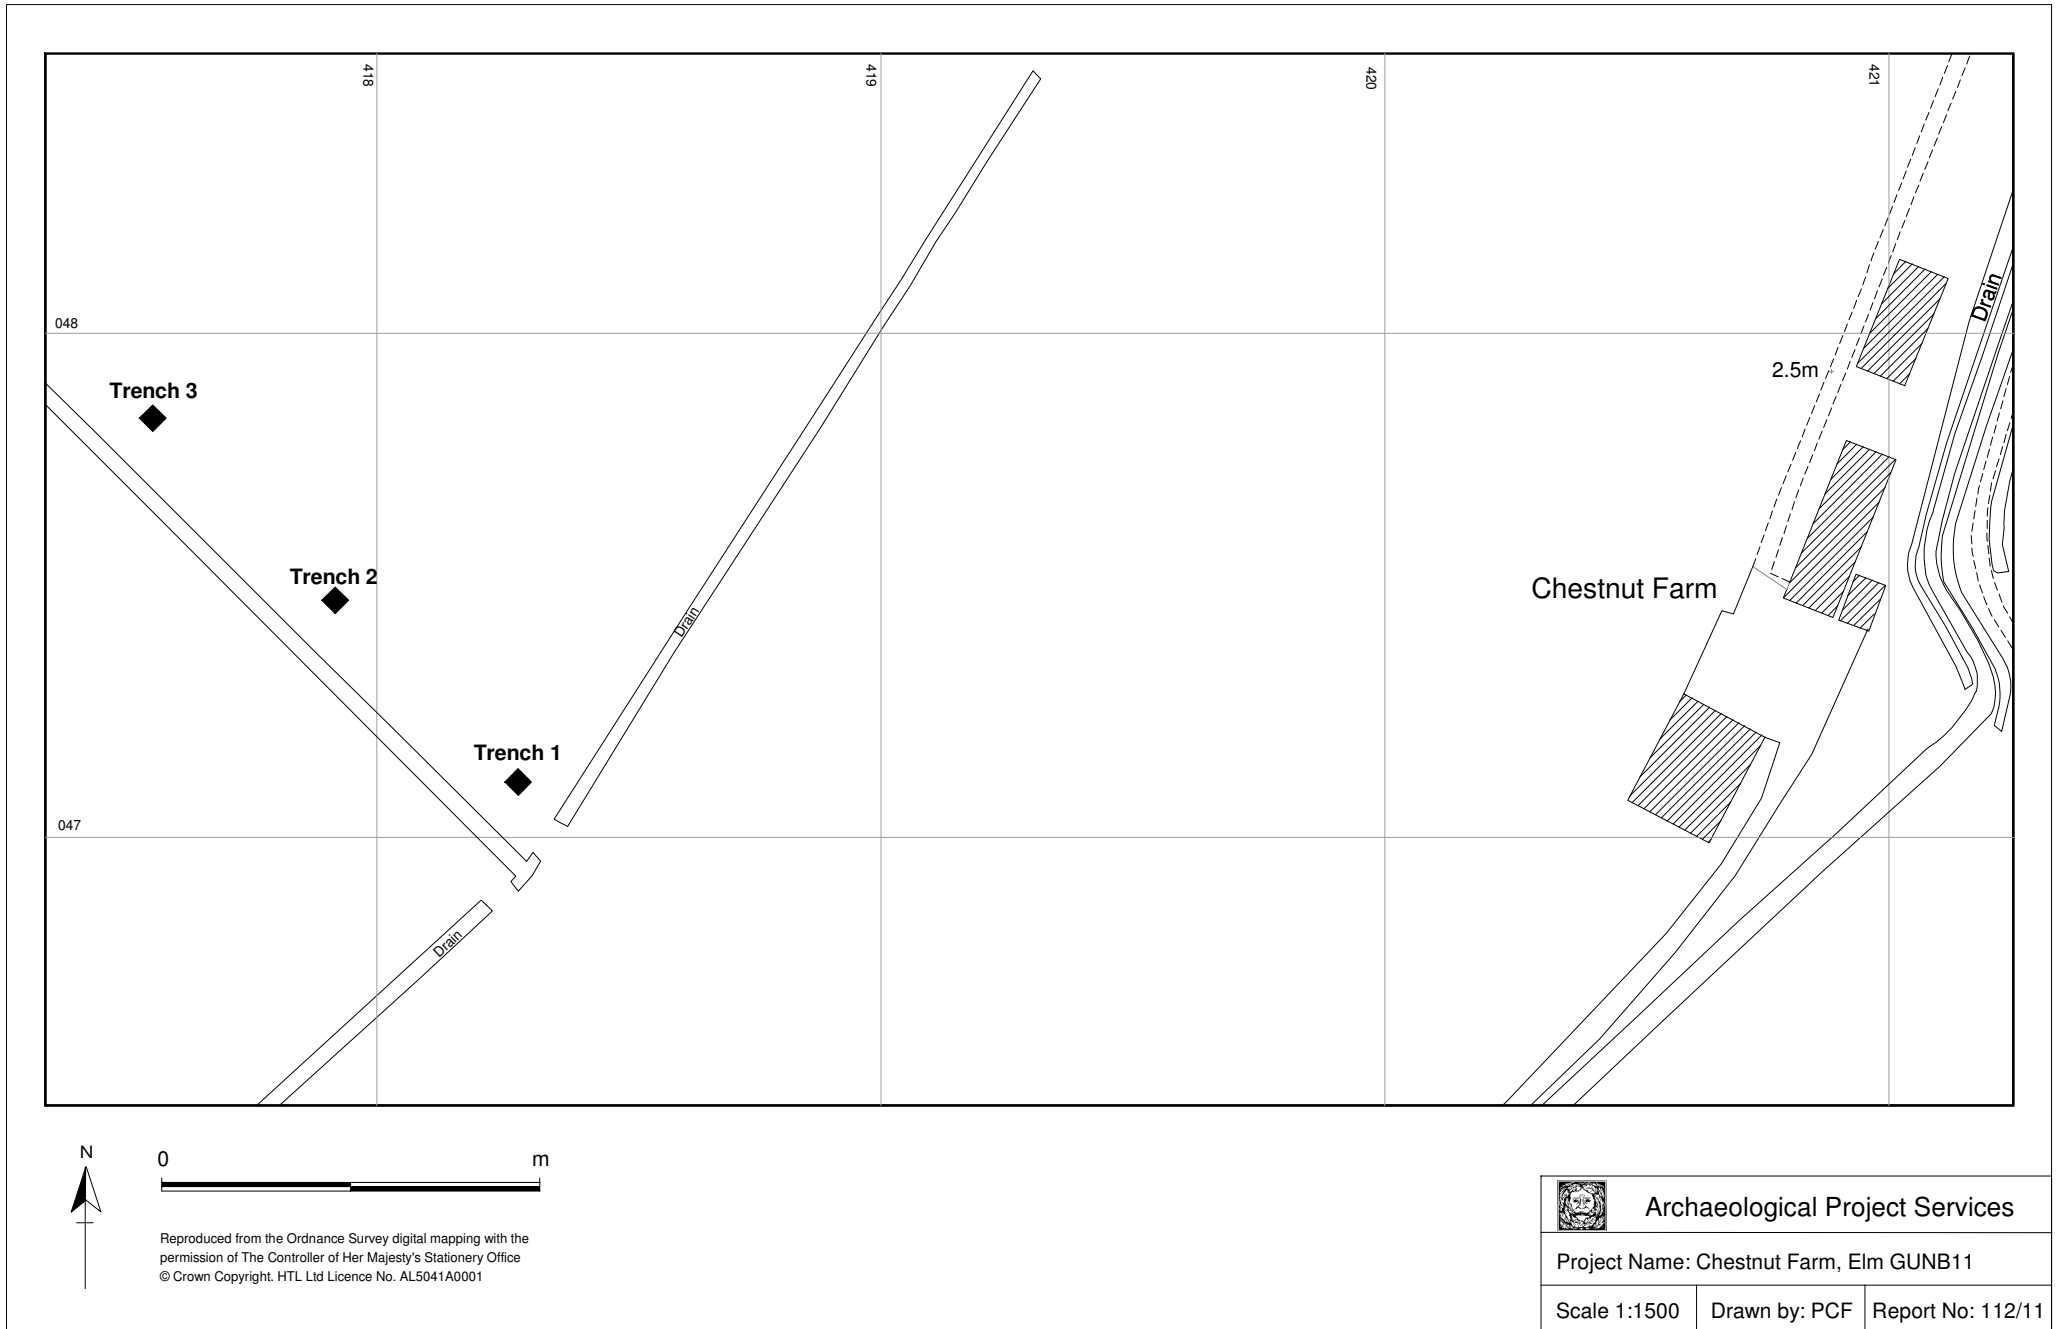 418
419
420
421
048
Drain
2.5m
Trench 3
Trench 2
Chestnut Farm
Drain
Trench 1
047
Drain
N
0
m
Reproduced from the Ordnance Survey digital mapping with the
permission of The Controller of Her Majesty's Stationery Office
© Crown Copyright. HTL Ltd Licence No. AL5041A0001
Archaeological Project Services
Project Name: Chestnut Farm, Elm GUNB11
Scale 1:1500
Drawn by: PCF
Report No: 112/11